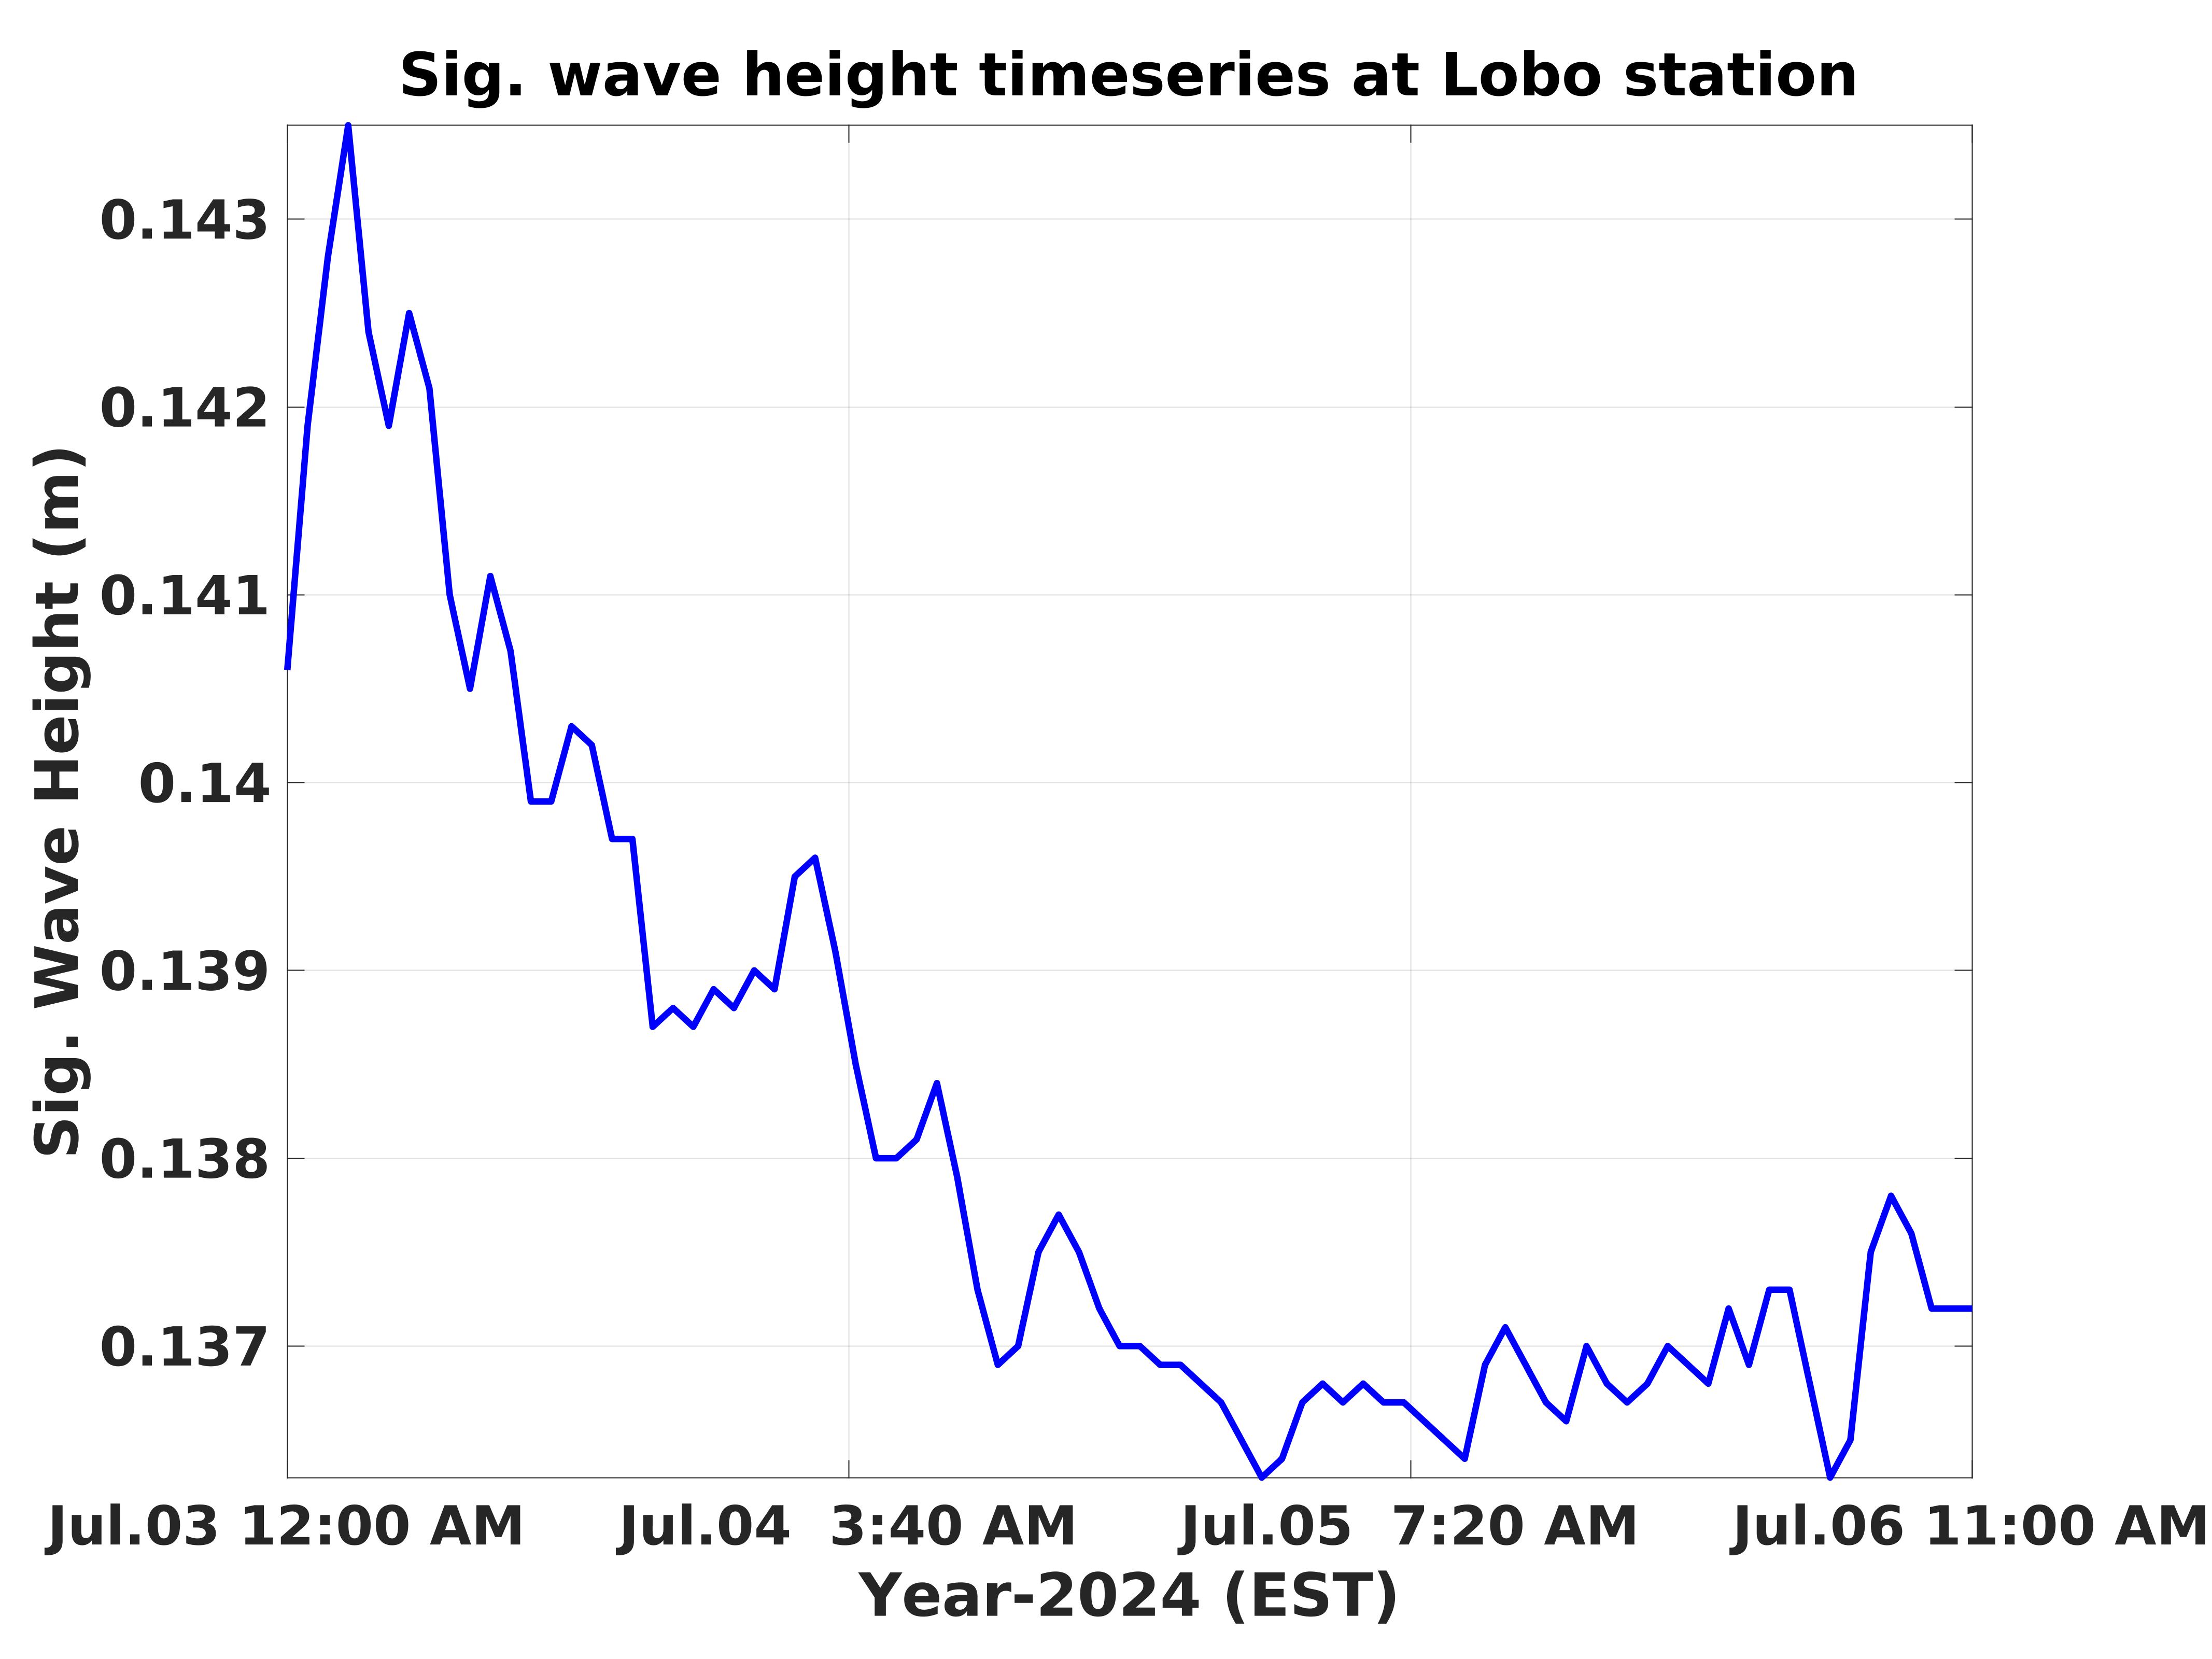 Sig. wave height timeseries at Lobo station
Sig. Wave Height (m)
0.143
0.142
0.141
0.14
0.139
0.138
0.137
Jul.03 12:00 AM Jul.04 3:40 AM Jul.05 7:20 AM Jul.06 11:00 AM
Year-2024 (EST)